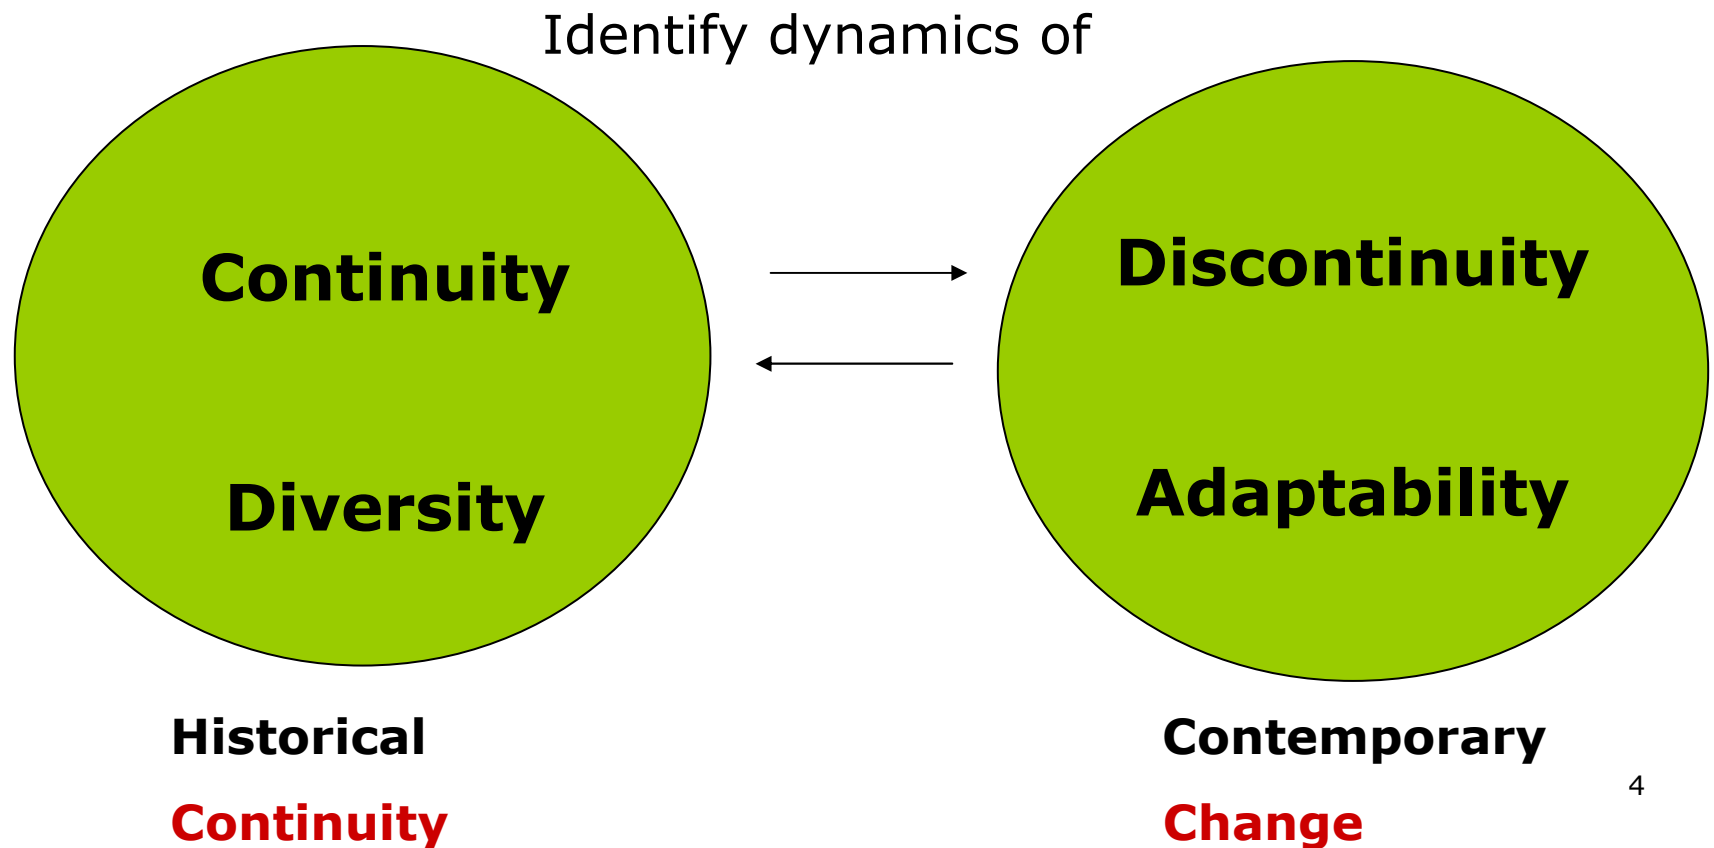 Identify dynamics of
Continuity
Diversity
Discontinuity
Adaptability
Historical
Continuity
Contemporary
Change
4